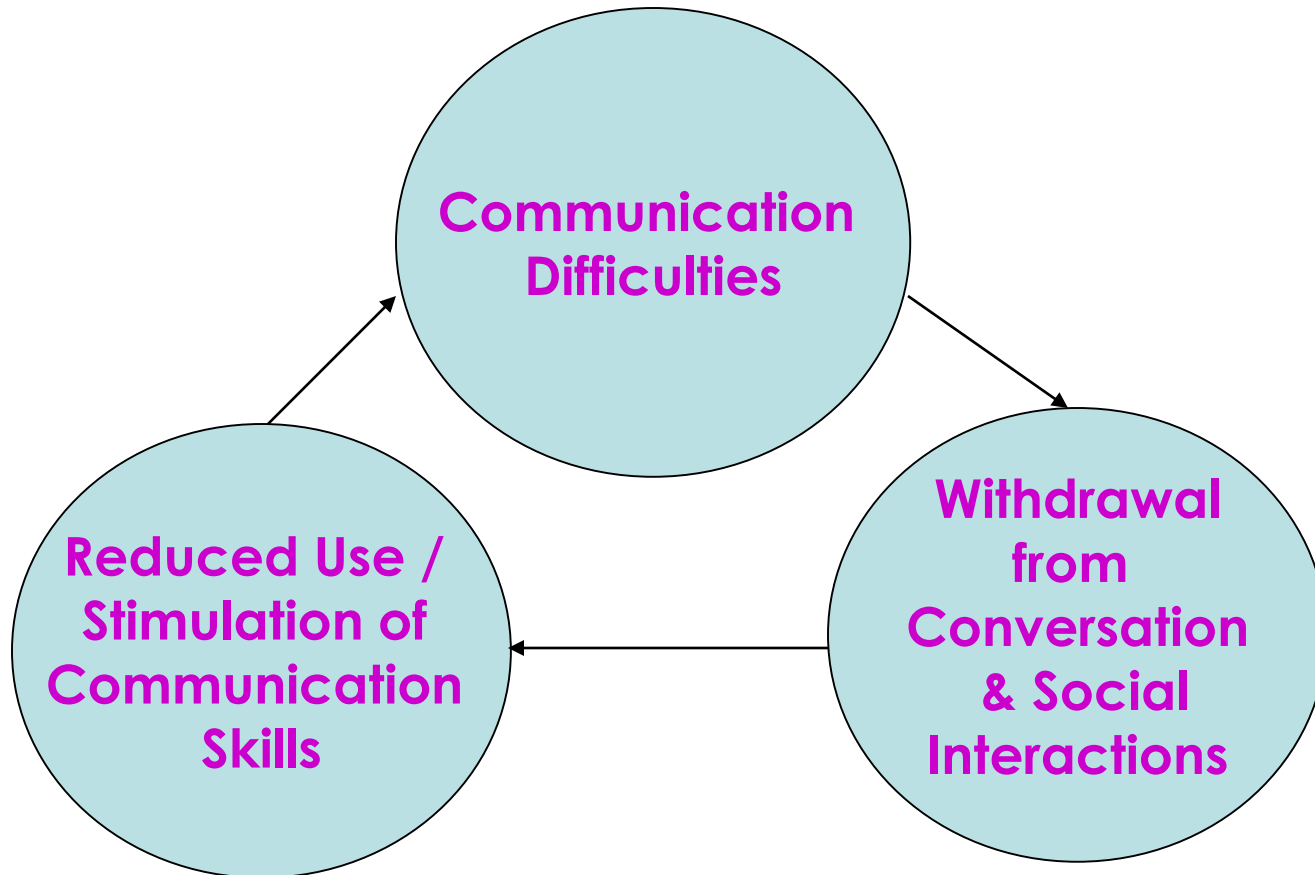 Communication
Difficulties
Withdrawal
from
Conversation
& Social
Interactions
Reduced Use /
Stimulation of
Communication
Skills